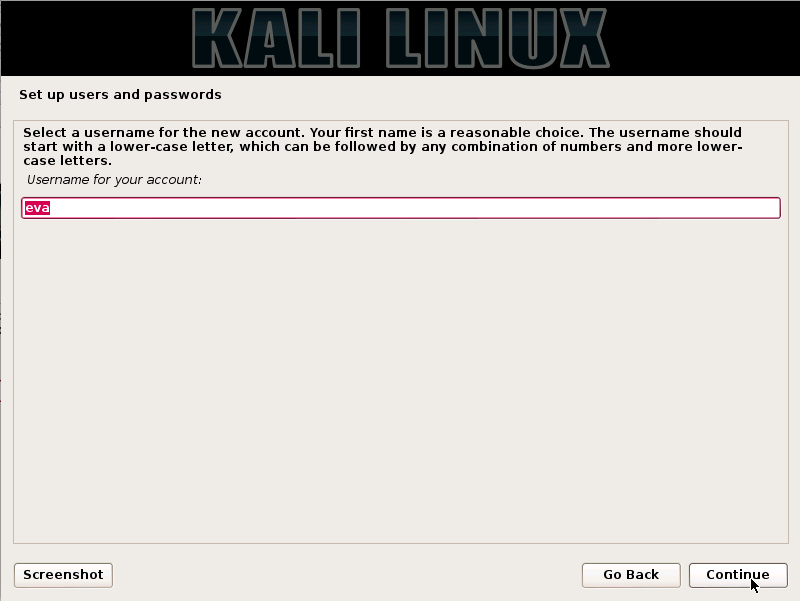 KALI LINUX
Set up users and passwords
Select a username for the new account. Your first name is a reasonable choice. The username should
start with a lower-case letter, which can be followed by any combination of numbers and more lower-
case letters.
Username for your account:
eva
Screenshot
Go Back
Continue